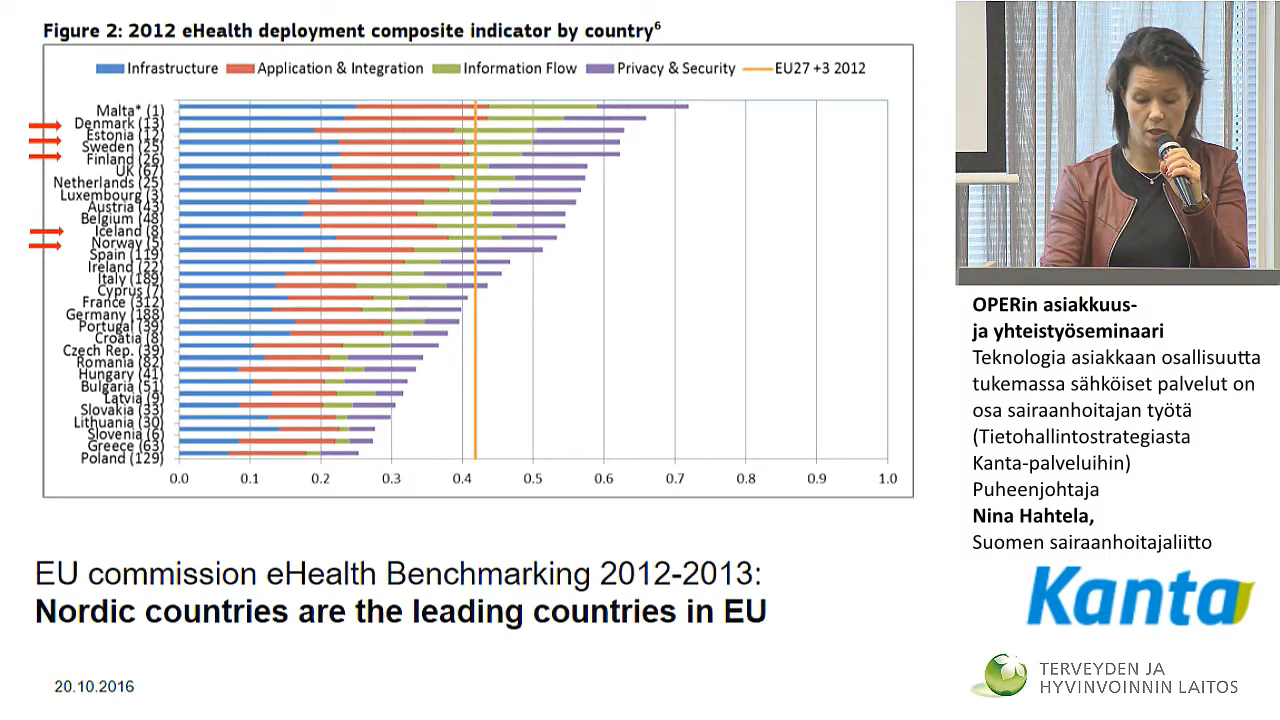 Figure 2: 2012 eHealth deployment composite indicator by country⁶
Infrastructure Application & Integration Information Flow Privacy & Security EU27 +3 2012
Malta* (1)
Denmark (13)
Estonia (12)
Sweden (25)
Finland (26)
UK (67)
Netherlands (25)
Luxembourg (3)
Austria (43)
Belgium (48)
Iceland (8)
Norway (5)
Spain (119)
Ireland (22)
Italy (189)
Cyprus (7)
France (312)
Germany (188)
Portugal (39)
Croatia (8)
Czech Rep. (39)
Romania (82)
Hungary (41)
Bulgaria (51)
Latvia (9)
Slovakia (33)
Lithuania (30)
Slovenia (6)
Greece (63)
Poland (129)
0.0 0.1 0.2 0.3 0.4 0.5 0.6 0.7 0.8 0.9 1.0
EU commission eHealth Benchmarking 2012-2013:
Nordic countries are the leading countries in EU
20.10.2016
OPERin asiakkuus-
ja yhteistyöseminaari
Teknologia asiakkaan osallisuutta
tukemassa sähköiset palvelut on
osa sairaanhoitajan työtä
(Tietohallintostrategiasta
Kanta-palveluihin)
Puheenjohtaja
Nina Hahtela,
Suomen sairaanhoitajaliitto
Kanta
TERVEYDEN JA
HYVINVOINNIN LAITOS